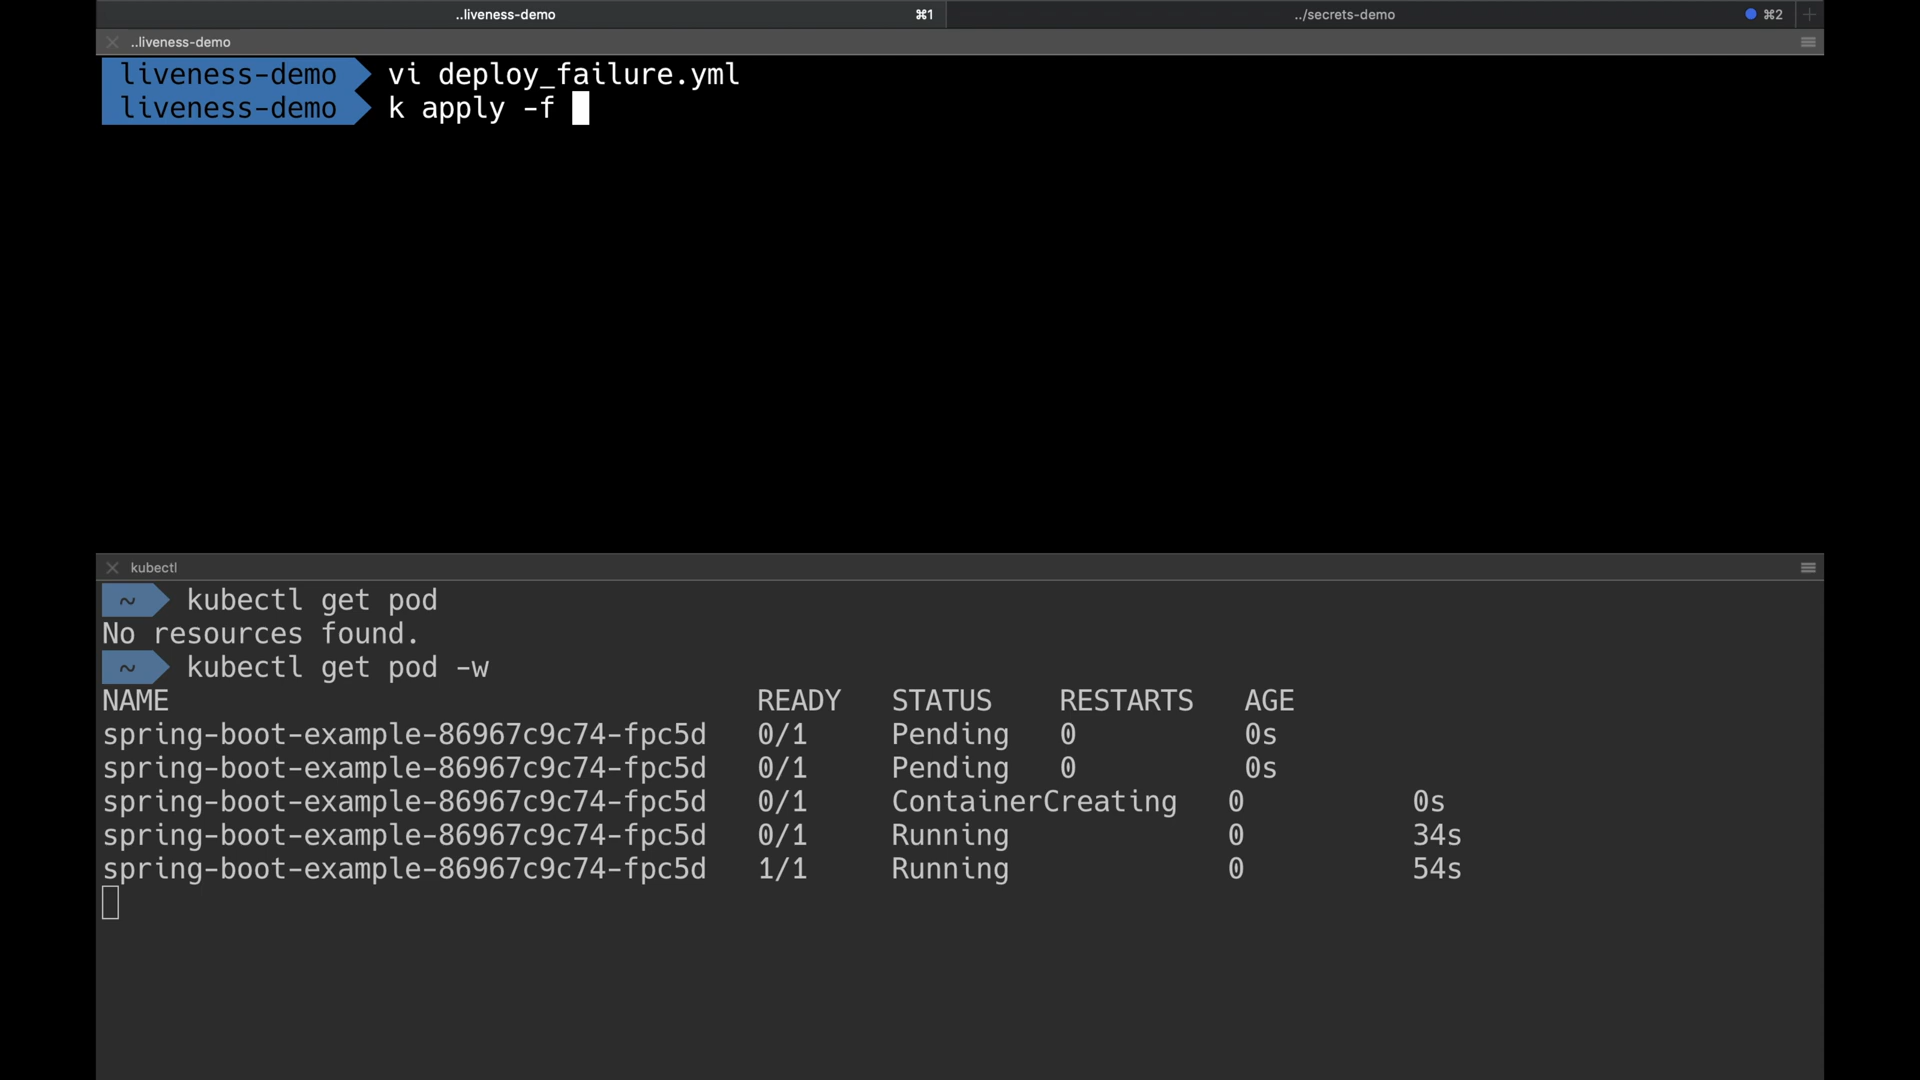 ..liveness-demo ⌘1 ../secrets-demo ⌘2
..liveness-demo
liveness-demo vi deploy_failure.yml
liveness-demo k apply -f
kubectl
~ kubectl get pod
No resources found.
~ kubectl get pod -w
NAME READY STATUS RESTARTS AGE
spring-boot-example-86967c9c74-fpc5d 0/1 Pending 0 0s
spring-boot-example-86967c9c74-fpc5d 0/1 Pending 0 0s
spring-boot-example-86967c9c74-fpc5d 0/1 ContainerCreating 0 0s
spring-boot-example-86967c9c74-fpc5d 0/1 Running 0 34s
spring-boot-example-86967c9c74-fpc5d 1/1 Running 0 54s